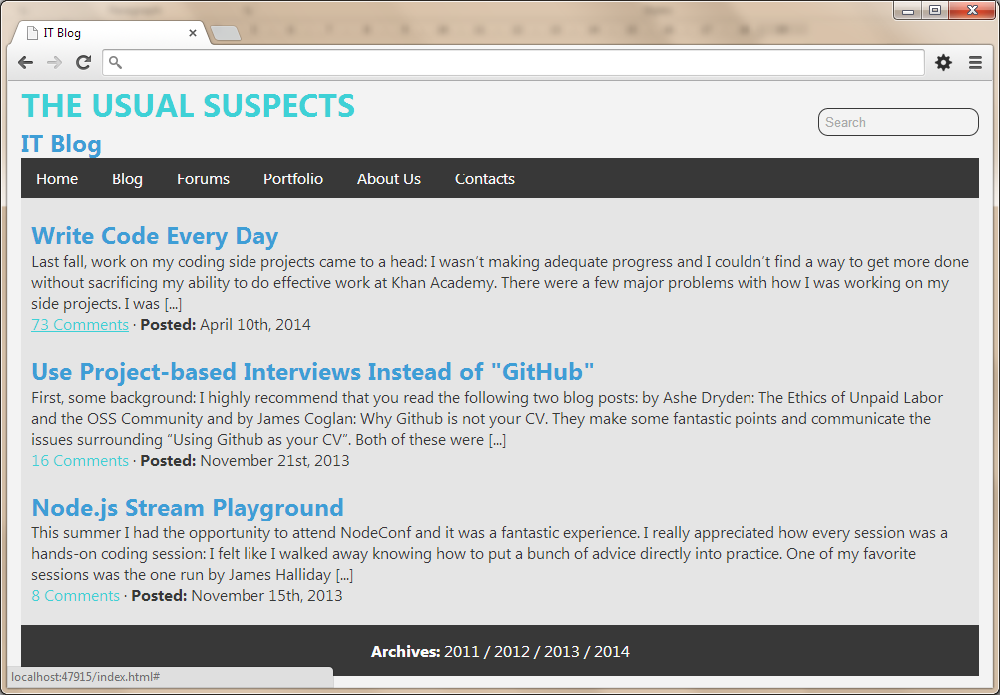 IT Blog
THE USUAL SUSPECTS
Search
IT Blog
Home Blog Forums Portfolio About Us Contacts
Write Code Every Day
Last fall, work on my coding side projects came to a head: I wasn’t making adequate progress and I couldn’t find a way to get more done
without sacrificing my ability to do effective work at Khan Academy. There were a few major problems with how I was working on my
side projects. I was [...]
73 Comments · Posted: April 10th, 2014
Use Project-based Interviews Instead of "GitHub"
First, some background: I highly recommend that you read the following two blog posts: by Ashe Dryden: The Ethics of Unpaid Labor
and the OSS Community and by James Coglan: Why Github is not your CV. They make some fantastic points and communicate the
issues surrounding “Using Github as your CV”. Both of these were [...]
16 Comments · Posted: November 21st, 2013
Node.js Stream Playground
This summer I had the opportunity to attend NodeConf and it was a fantastic experience. I really appreciated how every session was a
hands-on coding session: I felt like I walked away knowing how to put a bunch of advice directly into practice. One of my favorite
sessions was the one run by James Halliday [...]
8 Comments · Posted: November 15th, 2013
Archives: 2011 / 2012 / 2013 / 2014
localhost:47915/index.html#